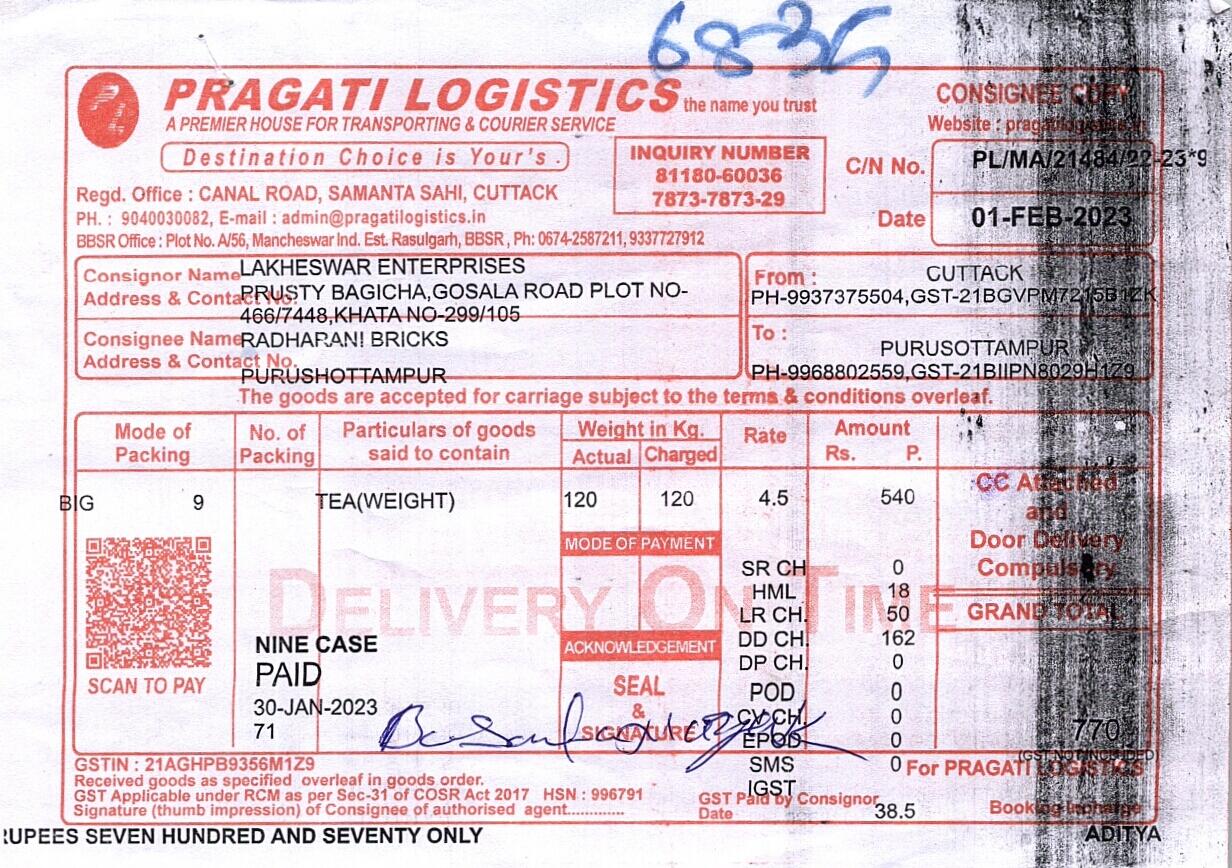 6835
PRAGATI LOGISTICS the name you trust
A PREMIER HOUSE FOR TRANSPORTING & COURIER SERVICE
Destination Choice is Your's .
Regd. Office : CANAL ROAD, SAMANTA SAHI, CUTTACK
PH. : 9040030082, E-mail : admin@pragatilogistics.in
BBSR Office : Plot No. A/56, Mancheswar Ind. Est. Rasulgarh, BBSR , Ph: 0674-2587211, 9337727912
INQUIRY NUMBER
81180-60036
7873-7873-29
CONSIGNEE COPY
Website : pragatilogistics.in
C/N No. PL/MA/21484/22-23*9
Date 01-FEB-2023
Consignor Name LAKHESWAR ENTERPRISES
Address & Contact No. PRUSTY BAGICHA,GOSALA ROAD PLOT NO-
466/7448,KHATA NO-299/105
Consignee Name RADHARANI BRICKS
Address & Contact No.
PURUSHOTTAMPUR
From : CUTTACK
PH-9937375504,GST-21BGVPM7215B1ZK
To :
PURUSOTTAMPUR
PH-9968802559,GST-21BIIPN8029H1Z9
The goods are accepted for carriage subject to the terms & conditions overleaf.
Mode of Packing No. of Packing Particulars of goods said to contain Weight in Kg. Actual Charged Rate Amount Rs. P.
BIG 9 TEA(WEIGHT) 120 120 4.5 540
CC Attached
and
Door Delivery
Compulsory
GRAND TOTAL
MODE OF PAYMENT
DELIVERY ON TIME
SR CH 0
HML 18
LR CH. 50
DD CH. 162
DP CH. 0
POD 0
CV CH 0
EPOD 0
SMS 0
IGST
38.5
ACKNOWLEDGEMENT
SEAL
&
SIGNATURE
SCAN TO PAY
NINE CASE
PAID
30-JAN-2023
71
770
(GST NOT INCLUDED)
GSTIN : 21AGHPB9356M1Z9
Received goods as specified overleaf in goods order.
GST Applicable under RCM as per Sec-31 of COSR Act 2017 HSN : 996791
Signature (thumb impression) of Consignee of authorised agent.............
GST Paid by Consignor
Date
For PRAGATI LOGISTICS
Booking Incharge
RUPEES SEVEN HUNDRED AND SEVENTY ONLY
ADITYA